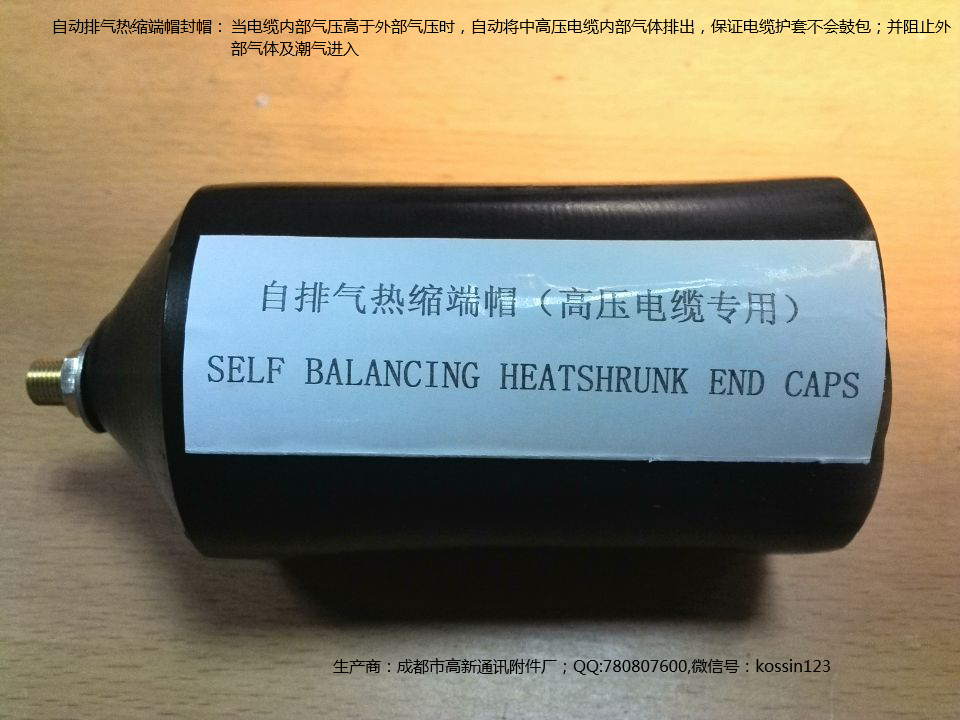 自动排气热缩端帽封帽： 当电缆内部气压高于外部气压时，自动将中高压电缆内部气体排出，保证电缆护套不会鼓包；并阻止外
部气体及潮气进入
自排气热缩端帽（高压电缆专用）
SELF BALANCING HEATSHRUNK END CAPS
生产商：成都市高新通讯附件厂；QQ:780807600,微信号：kossin123